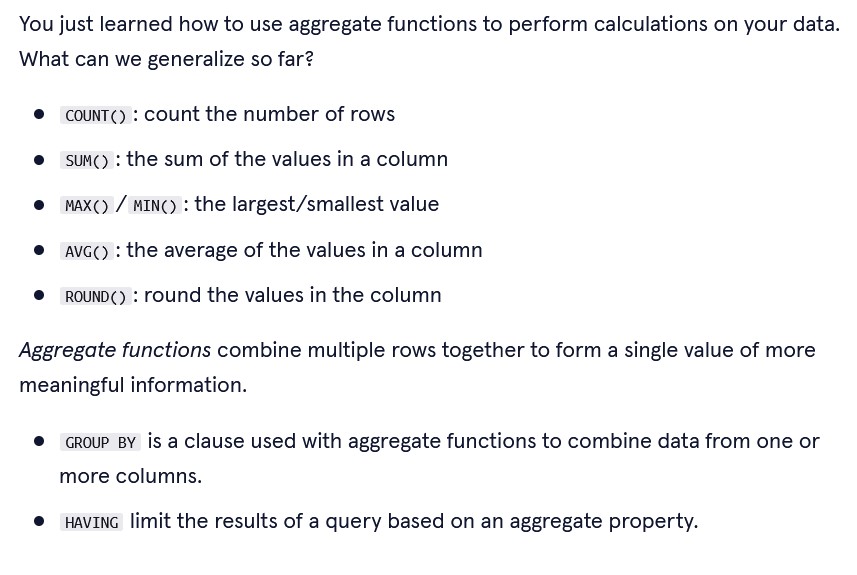 You just learned how to use aggregate functions to perform calculations on your data.
What can we generalize so far?
• COUNT() : count the number of rows
• SUM() : the sum of the values in a column
• MAX() / MIN() : the largest/smallest value
• AVG() : the average of the values in a column
• ROUND() : round the values in the column
Aggregate functions combine multiple rows together to form a single value of more
meaningful information.
• GROUP BY is a clause used with aggregate functions to combine data from one or
more columns.
• HAVING limit the results of a query based on an aggregate property.